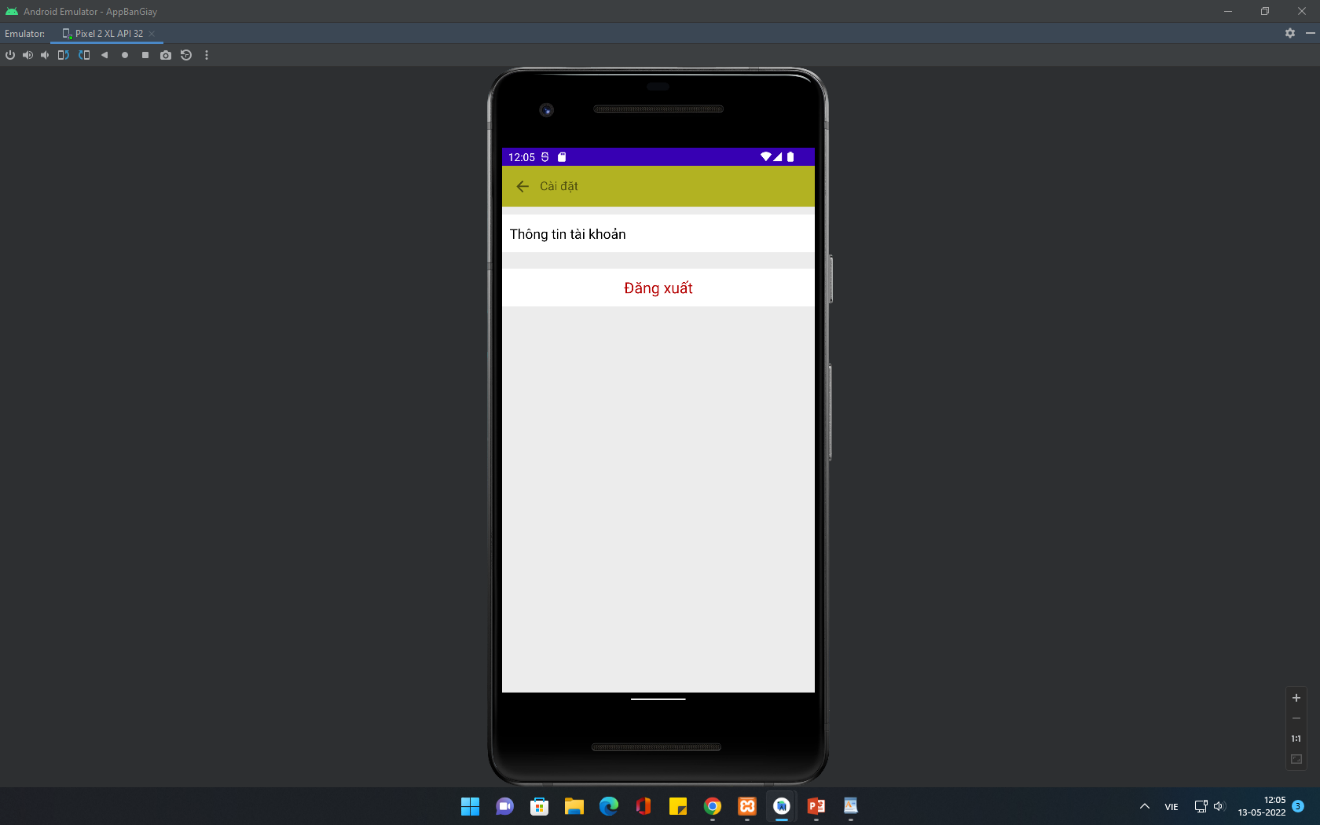 Android Emulator - AppBanGiay
Emulator: Pixel 2 XL API 32
12:05
Cài đặt
Thông tin tài khoản
Đăng xuất
1:1
VIE
12:05
13-05-2022
3